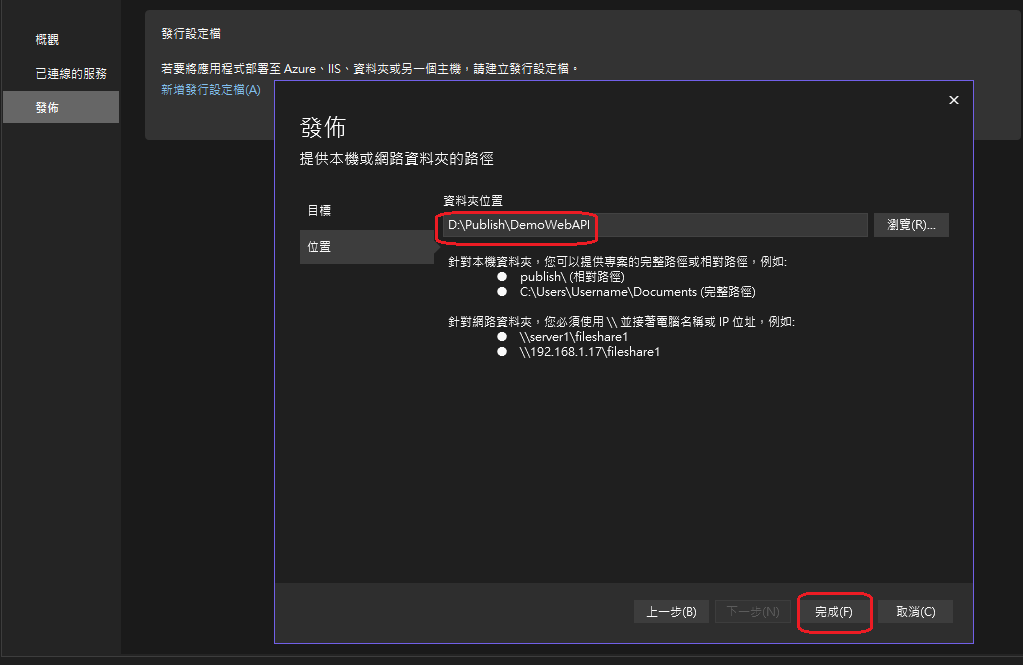 概觀
已連線的服務
發佈
發行設定檔
若要將應用程式部署至 Azure、IIS、資料夾或另一個主機，請建立發行設定檔。
新增發行設定檔(A)
發佈
提供本機或網路資料夾的路徑
目標
位置
資料夾位置
D:\Publish\DemoWebAPI
瀏覽(R)...
針對本機資料夾，您可以提供專案的完整路徑或相對路徑，例如:
● publish\ (相對路徑)
● C:\Users\Username\Documents (完整路徑)
針對網路資料夾，您必須使用 \\ 並接著電腦名稱或 IP 位址，例如:
● \\server1\fileshare1
● \\192.168.1.17\fileshare1
上一步(B)
下一步(N)
完成(F)
取消(C)